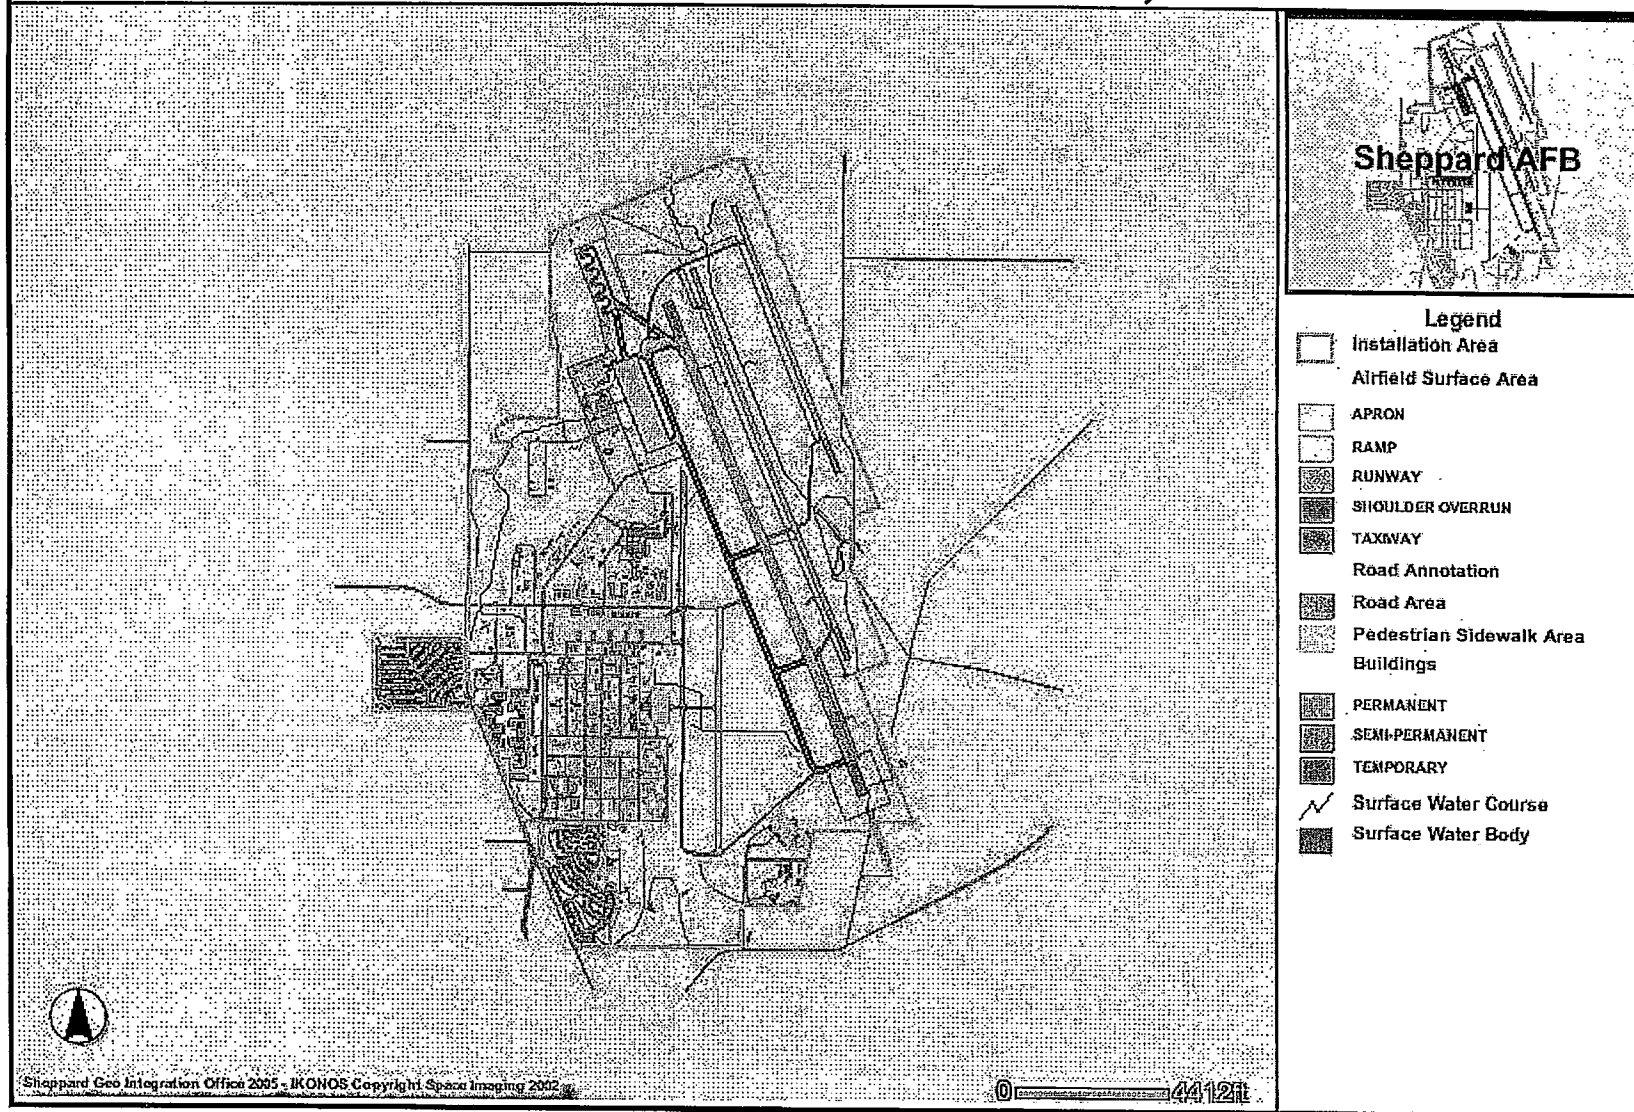 Sheppard AFB
Legend
Installation Area
Airfield Surface Area
APRON
RAMP
RUNWAY
SHOULDER OVERRUN
TAXIWAY
Road Annotation
Road Area
Pedestrian Sidewalk Area
Buildings
PERMANENT
SEMI-PERMANENT
TEMPORARY
Surface Water Course
Surface Water Body
Sheppard Geo Integration Office 2005 - IKONOS Copyright Space Imaging 2002
0 4412ft